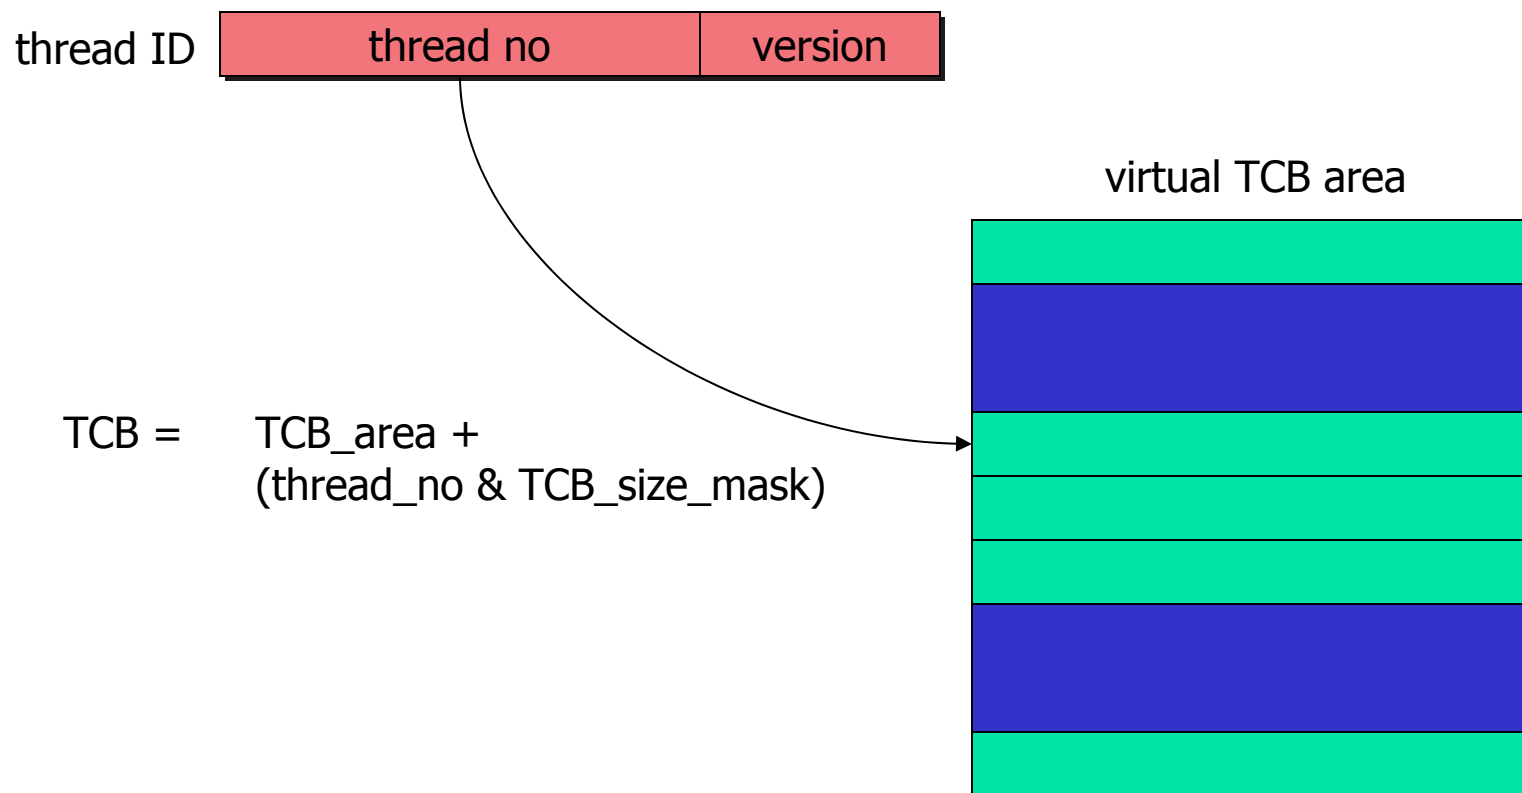 thread ID
thread no
version
virtual TCB area
TCB = TCB_area +
(thread_no & TCB_size_mask)